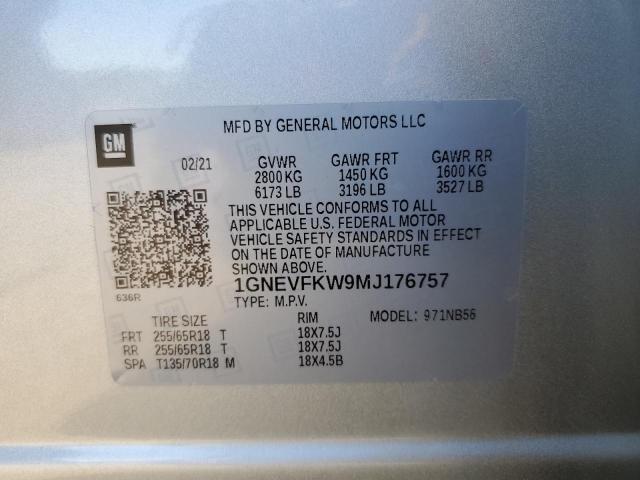 MFD BY GENERAL MOTORS LLC
GM
02/21 GVWR GAWR FRT GAWR RR
2800 KG 1450 KG 1600 KG
6173 LB 3196 LB 3527 LB
THIS VEHICLE CONFORMS TO ALL
APPLICABLE U.S. FEDERAL MOTOR
VEHICLE SAFETY STANDARDS IN EFFECT
ON THE DATE OF MANUFACTURE
SHOWN ABOVE.
636R
1GNEVFKW9MJ176757
TYPE: M.P.V.
TIRE SIZE RIM MODEL: 971NB56
FRT 255/65R18 T 18X7.5J
RR 255/65R18 T 18X7.5J
SPA T135/70R18 M 18X4.5B